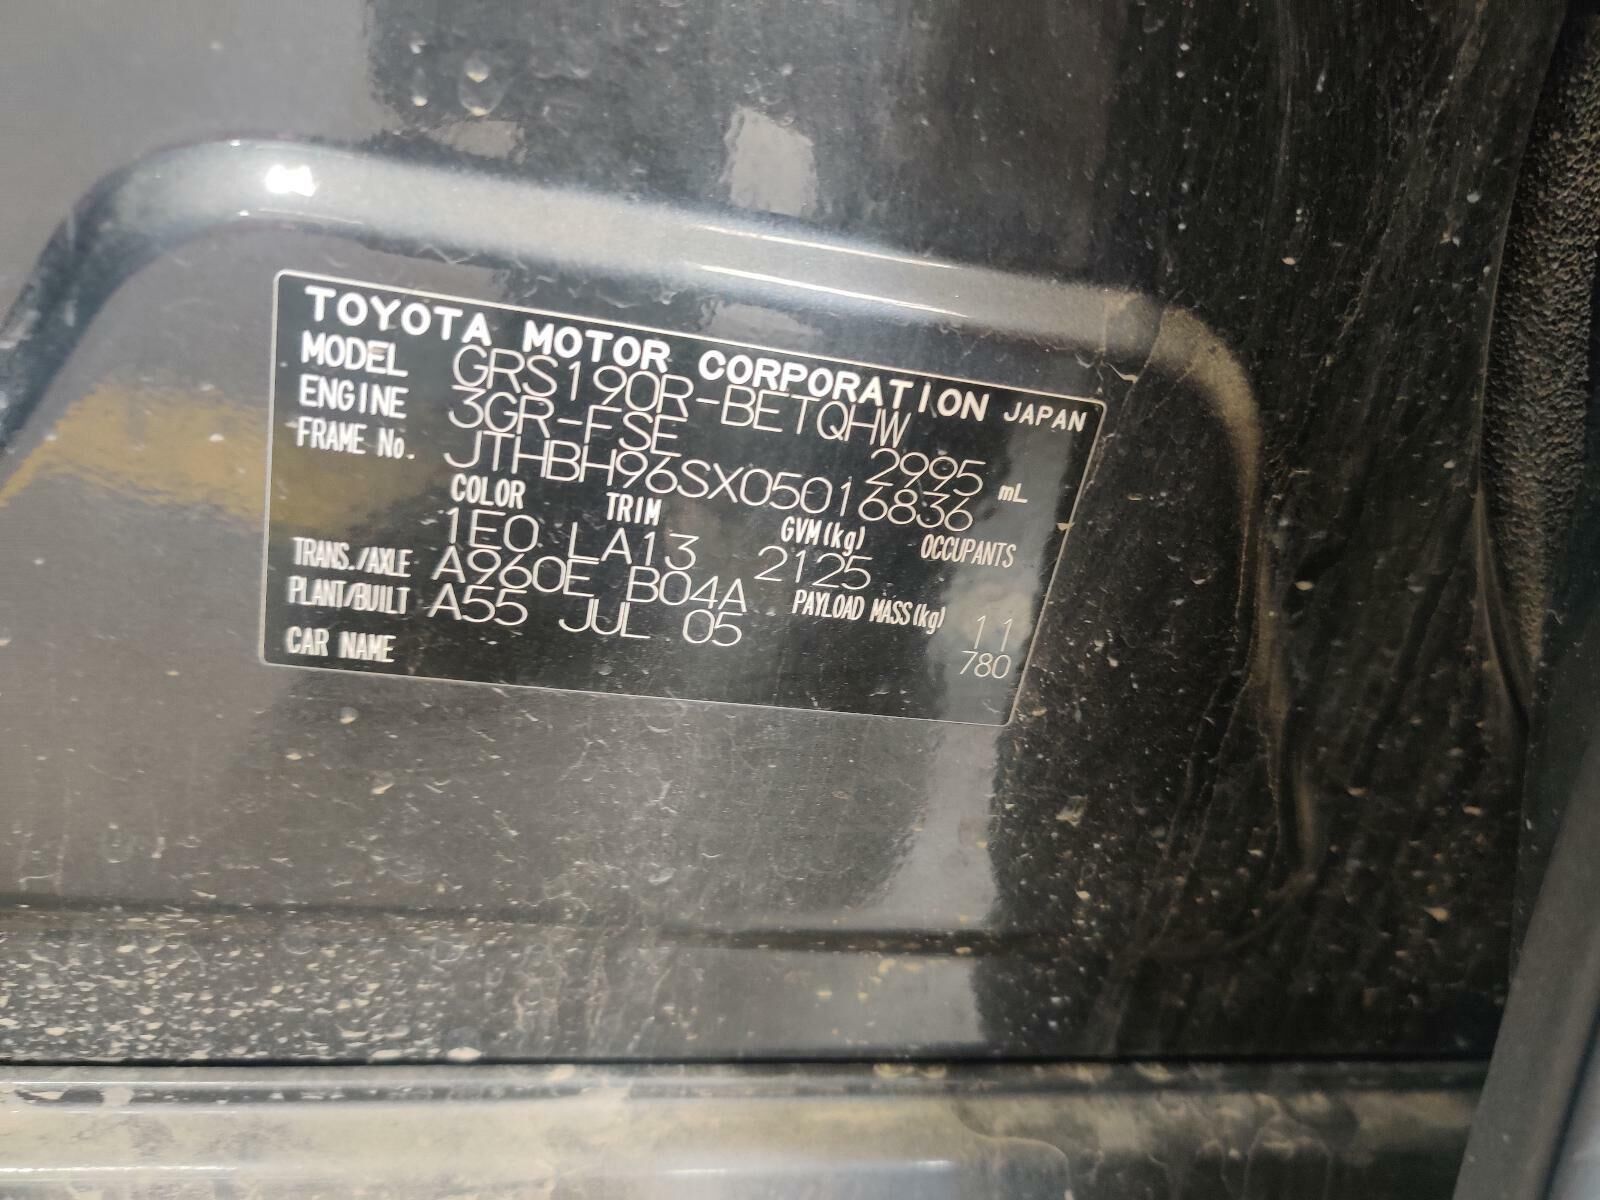 TOYOTA MOTOR CORPORATION JAPAN
MODEL GRS190R-BETQHW
ENGINE 3GR-FSE 2995 mL
FRAME No. JTHBH96SX05016836
COLOR TRIM GVM(kg) OCCUPANTS
1E0 LA13 2125
TRANS./AXLE A960E B04A PAYLOAD MASS(kg) 11
PLANT/BUILT A55 JUL 05 780
CAR NAME